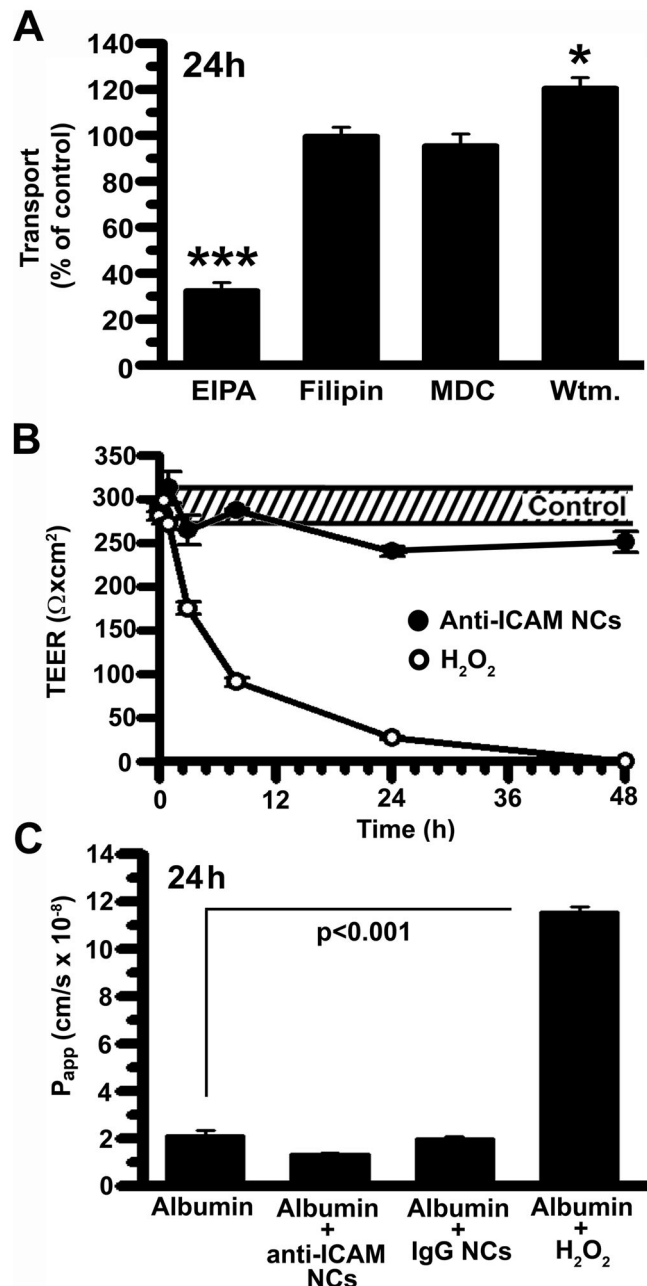 A
24h
Transport
(% of control)
140
120
100
80
60
40
20
0
***
*
EIPA Filipin MDC Wtm.
B
TEER (Ωxcm²)
350
300
250
200
150
100
50
0
Control
Anti-ICAM NCs
H₂O₂
0 12 24 36 48
Time (h)
C
24h
Papp (cm/s x 10⁻⁸)
14
12
10
8
6
4
2
0
p<0.001
Albumin Albumin Albumin Albumin
+ + +
anti-ICAM IgG NCs H₂O₂
NCs